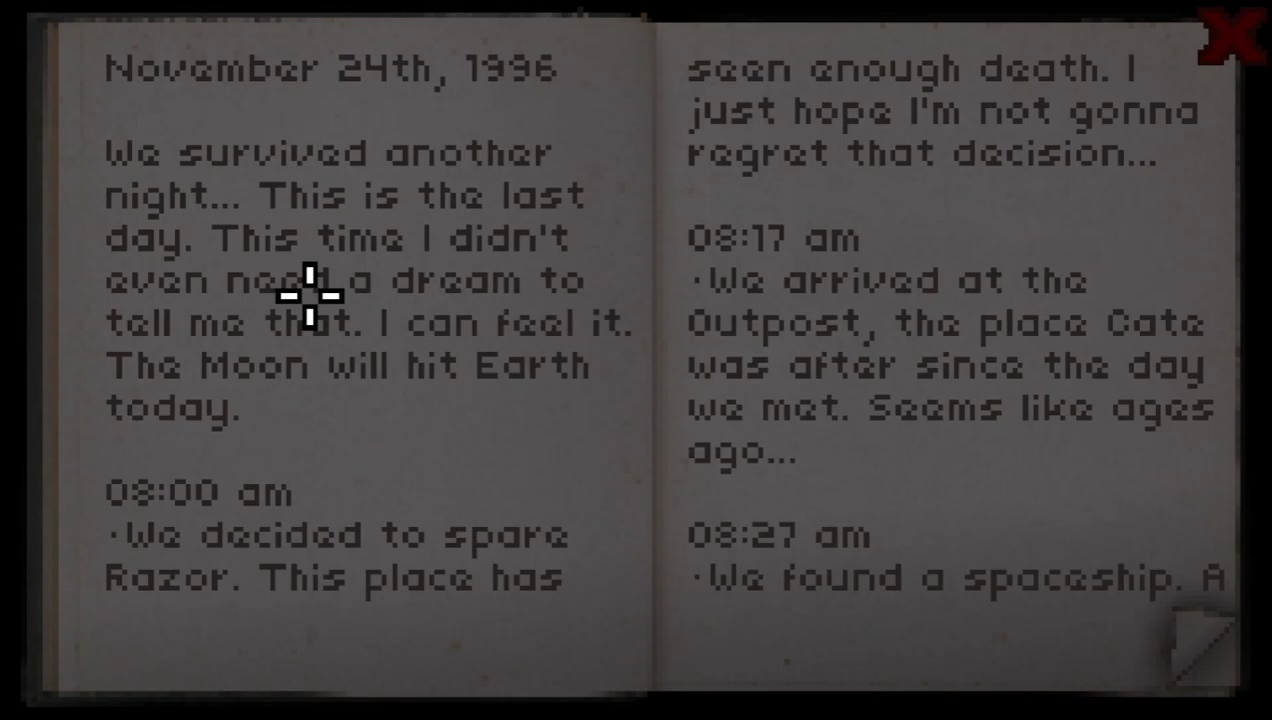 November 24th, 1996
We survived another
night... This is the last
day. This time I didn't
even need a dream to
tell me that. I can feel it.
The Moon will hit Earth
today.
08:00 am
·We decided to spare
Razor. This place has
seen enough death. I
just hope I'm not gonna
regret that decision...
08:17 am
·We arrived at the
Outpost, the place Cate
was after since the day
we met. Seems like ages
ago...
08:27 am
·We found a spaceship. A